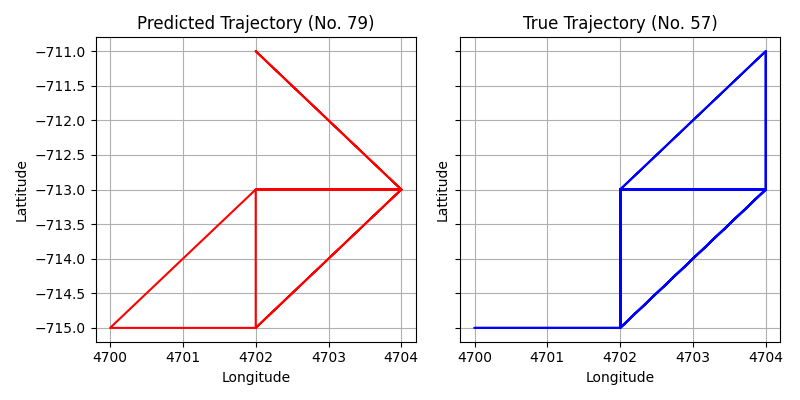 Predicted Trajectory (No. 79)
True Trajectory (No. 57)
−711.0
−711.5
−712.0
−712.5
−713.0
−713.5
−714.0
−714.5
−715.0
Lattitude
Lattitude
4700 4701 4702 4703 4704
4700 4701 4702 4703 4704
Longitude
Longitude